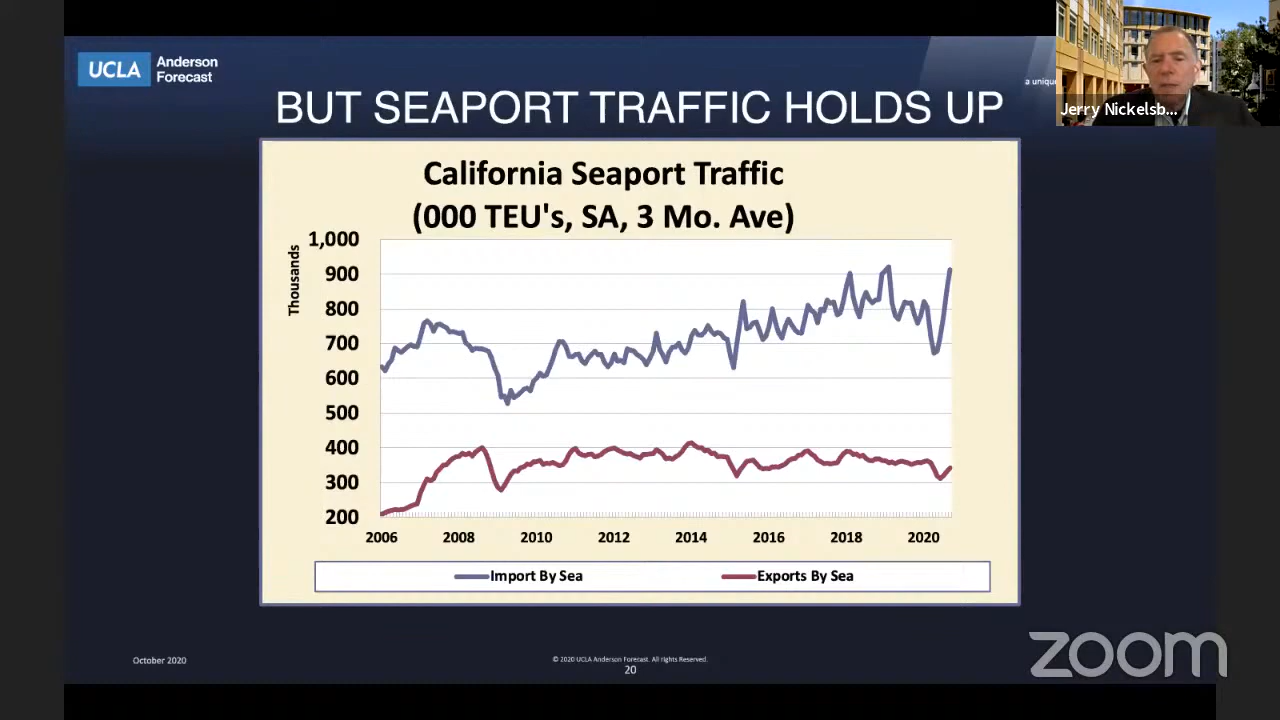 UCLA Anderson
Forecast
a unique
Jerry Nickelsb...
BUT SEAPORT TRAFFIC HOLDS UP
California Seaport Traffic
(000 TEU's, SA, 3 Mo. Ave)
Thousands
1,000
900
800
700
600
500
400
300
200
2006 2008 2010 2012 2014 2016 2018 2020
Import By Sea Exports By Sea
October 2020
© 2020 UCLA Anderson Forecast. All rights Reserved.
20
zoom